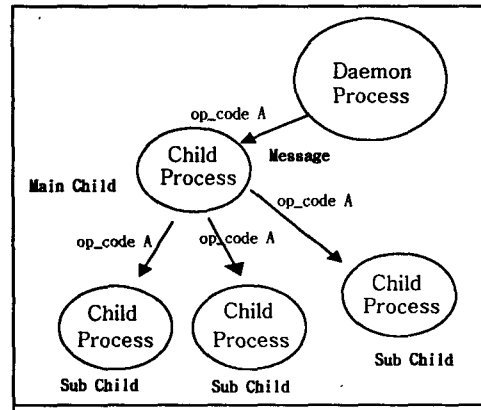 Daemon
Process
op_code A
Message
Child
Process
Main Child
op_code A
op_code A
op_code A
Child
Process
Child
Process
Child
Process
Sub Child
Sub Child
Sub Child